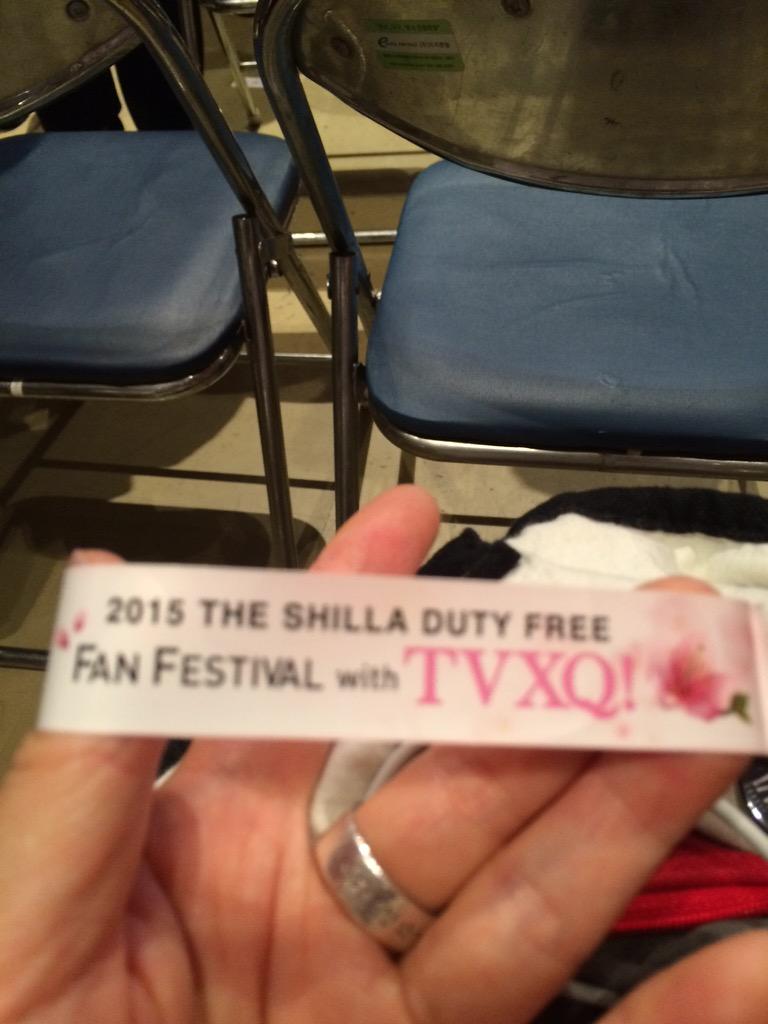 2015 THE SHILLA DUTY FREE
FAN FESTIVAL with TVXQ!